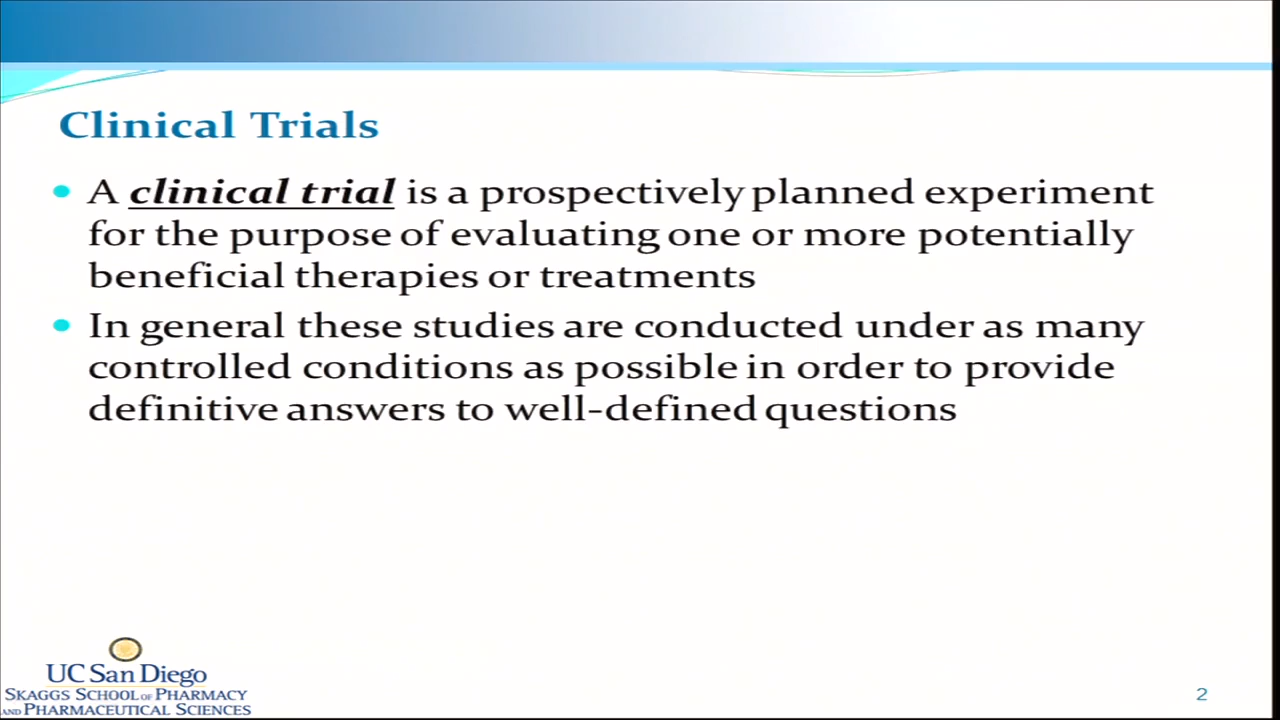 Clinical Trials
• A clinical trial is a prospectively planned experiment
for the purpose of evaluating one or more potentially
beneficial therapies or treatments
• In general these studies are conducted under as many
controlled conditions as possible in order to provide
definitive answers to well-defined questions
UC San Diego
SKAGGS SCHOOL OF PHARMACY
AND PHARMACEUTICAL SCIENCES
2